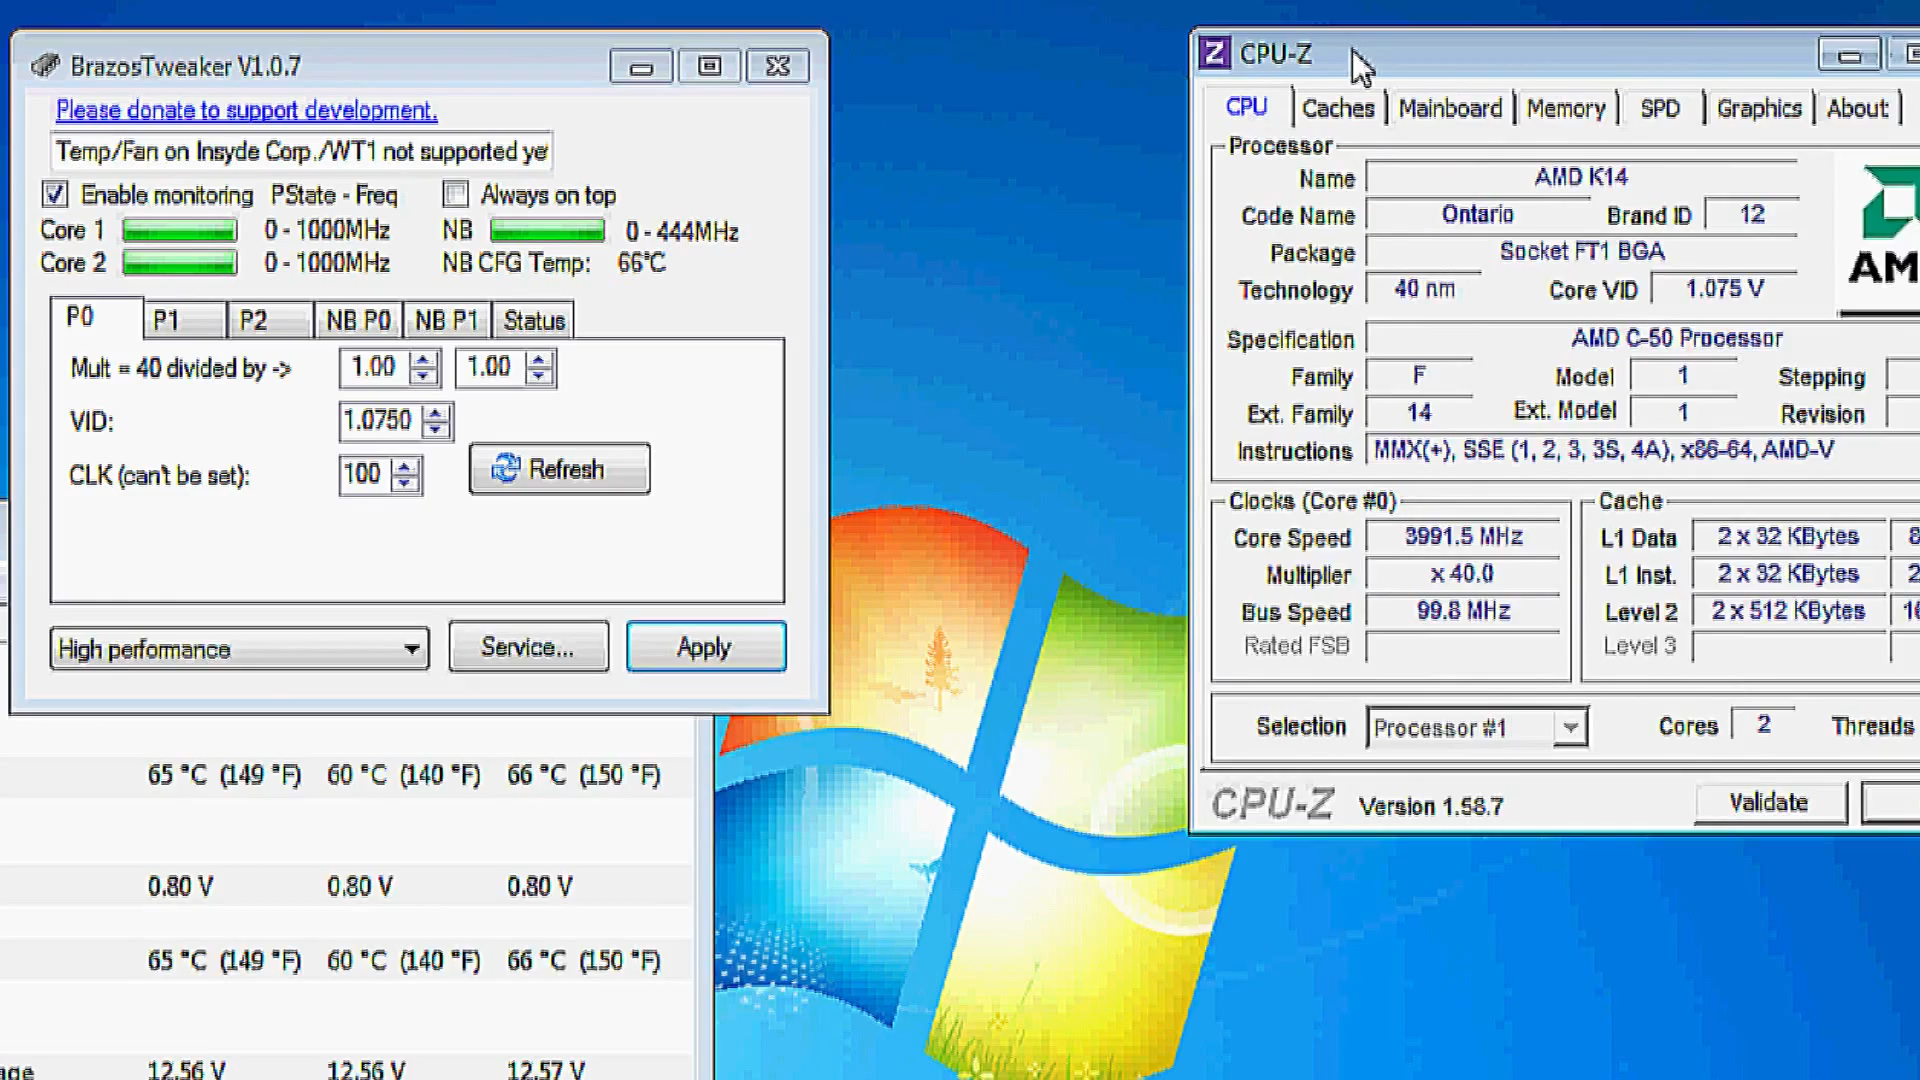 BrazosTweaker V1.0.7
Please donate to support development.
Temp/Fan on Insyde Corp./WT1 not supported ye
Enable monitoring PState - Freq Always on top
Core 1 0 - 1000MHz NB 0 - 444MHz
Core 2 0 - 1000MHz NB CFG Temp: 66°C
P0 P1 P2 NB P0 NB P1 Status
Mult = 40 divided by -> 1.00 1.00
VID: 1.0750
CLK (can't be set): 100 Refresh
High performance Service... Apply
65 °C (149 °F) 60 °C (140 °F) 66 °C (150 °F)
0.80 V 0.80 V 0.80 V
65 °C (149 °F) 60 °C (140 °F) 66 °C (150 °F)
age 12.56 V 12.56 V 12.57 V
CPU-Z
CPU Caches Mainboard Memory SPD Graphics About
Processor
Name AMD K14
Code Name Ontario Brand ID 12
Package Socket FT1 BGA
Technology 40 nm Core VID 1.075 V
AM
Specification AMD C-50 Processor
Family F Model 1 Stepping
Ext. Family 14 Ext. Model 1 Revision
Instructions MMX(+), SSE (1, 2, 3, 3S, 4A), x86-64, AMD-V
Clocks (Core #0)
Core Speed 3991.5 MHz
Multiplier x 40.0
Bus Speed 99.8 MHz
Rated FSB
Cache
L1 Data 2 x 32 KBytes 8
L1 Inst. 2 x 32 KBytes 2
Level 2 2 x 512 KBytes 16
Level 3
Selection Processor #1 Cores 2 Threads
CPU-Z Version 1.58.7 Validate